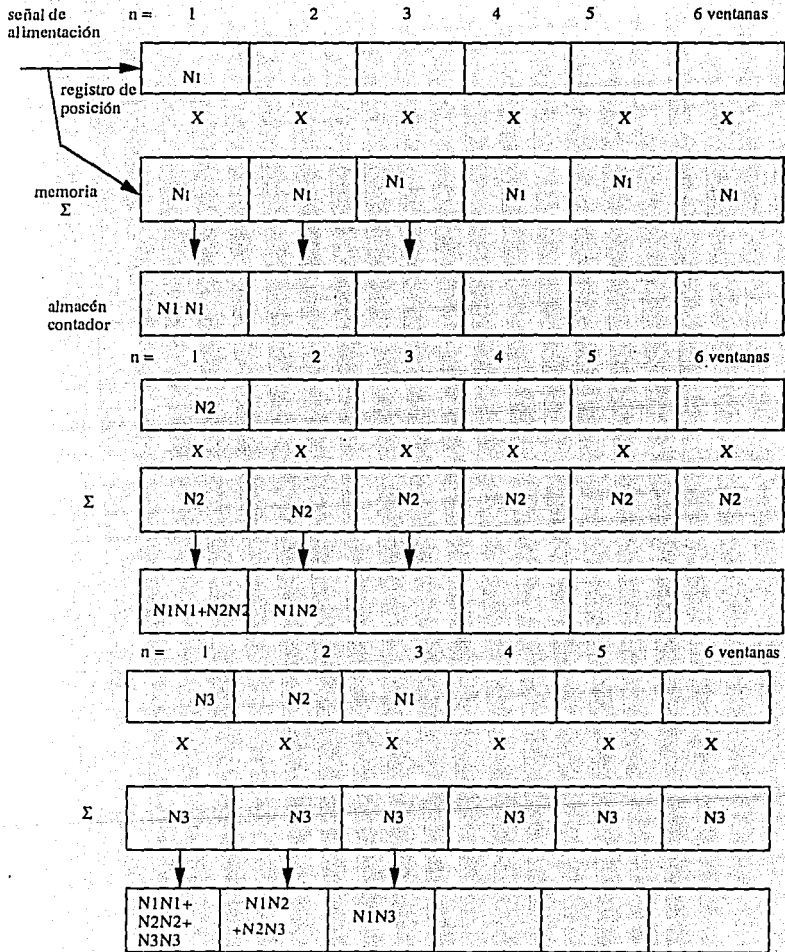 señal de
alimentación
n = 1 2 3 4 5 6 ventanas
N1
registro de
posición
X X X X X X
memoria
Σ
N1 N1 N1 N1 N1 N1
almacén
contador
N1 N1
n = 1 2 3 4 5 6 ventanas
N2
X X X X X X
Σ
N2 N2 N2 N2 N2 N2
N1N1+N2N2 N1N2
n = 1 2 3 4 5 6 ventanas
N3 N2 N1
X X X X X X
Σ
N3 N3 N3 N3 N3 N3
N1N1+
N2N2+
N3N3
N1N2
+N2N3
N1N3